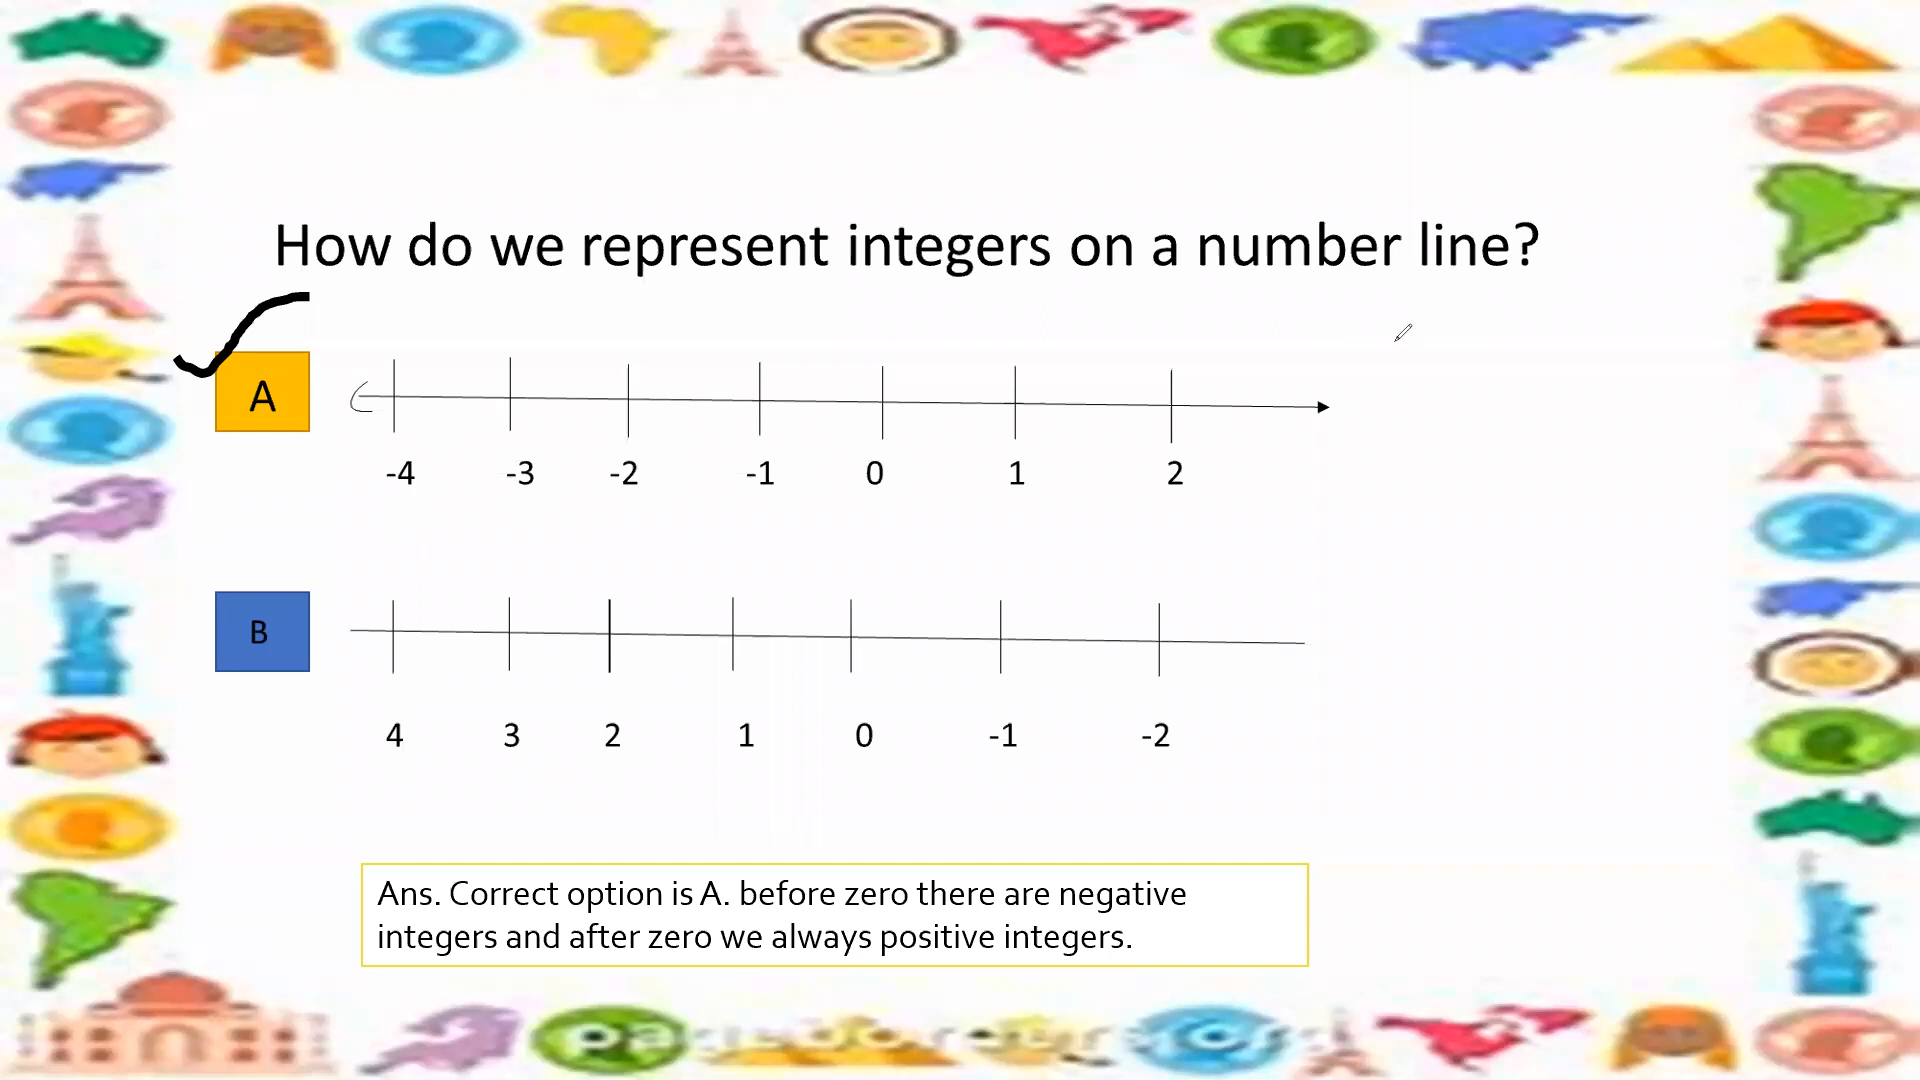 How do we represent integers on a number line?
A
-4 -3 -2 -1 0 1 2
B
4 3 2 1 0 -1 -2
Ans. Correct option is A. before zero there are negative
integers and after zero we always positive integers.